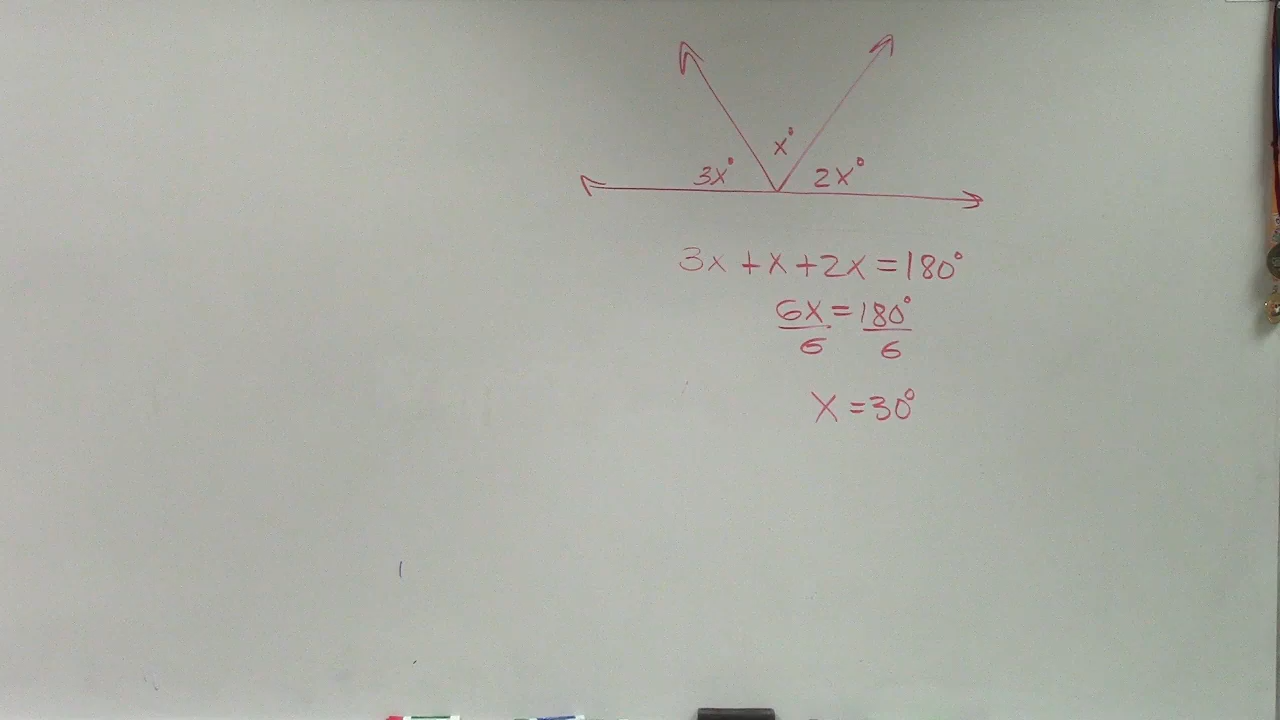 x°
3x° 2x°
3x + x + 2x = 180°
6x = 180°
6 6
x = 30°